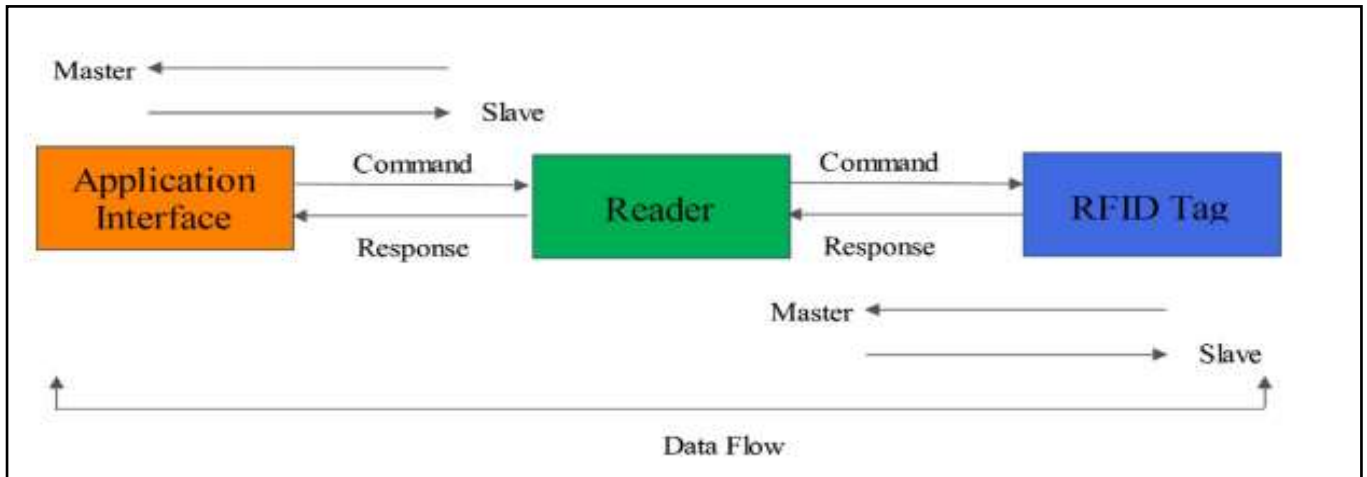 Master
Slave
Application
Interface
Command
Response
Reader
Command
Response
RFID Tag
Master
Slave
Data Flow